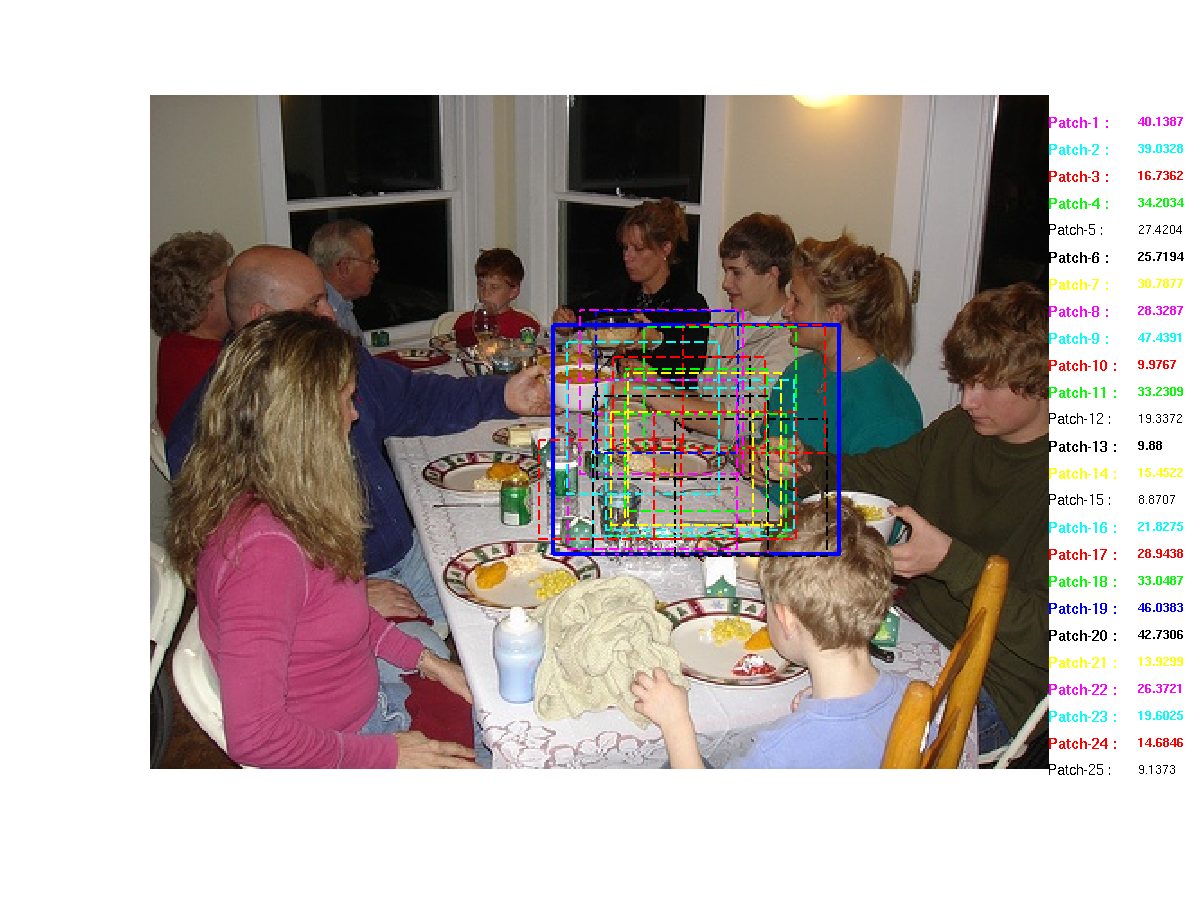 Patch-1 : 40.1387
Patch-2 : 39.0328
Patch-3 : 16.7362
Patch-4 : 34.2034
Patch-5 : 27.4204
Patch-6 : 25.7194
Patch-7 : 30.7877
Patch-8 : 28.3287
Patch-9 : 47.4391
Patch-10 : 9.9767
Patch-11 : 33.2309
Patch-12 : 19.3372
Patch-13 : 9.88
Patch-14 : 15.4522
Patch-15 : 8.8707
Patch-16 : 21.8275
Patch-17 : 28.9438
Patch-18 : 33.0487
Patch-19 : 46.0383
Patch-20 : 42.7306
Patch-21 : 13.9299
Patch-22 : 26.3721
Patch-23 : 19.6025
Patch-24 : 14.6846
Patch-25 : 9.1373